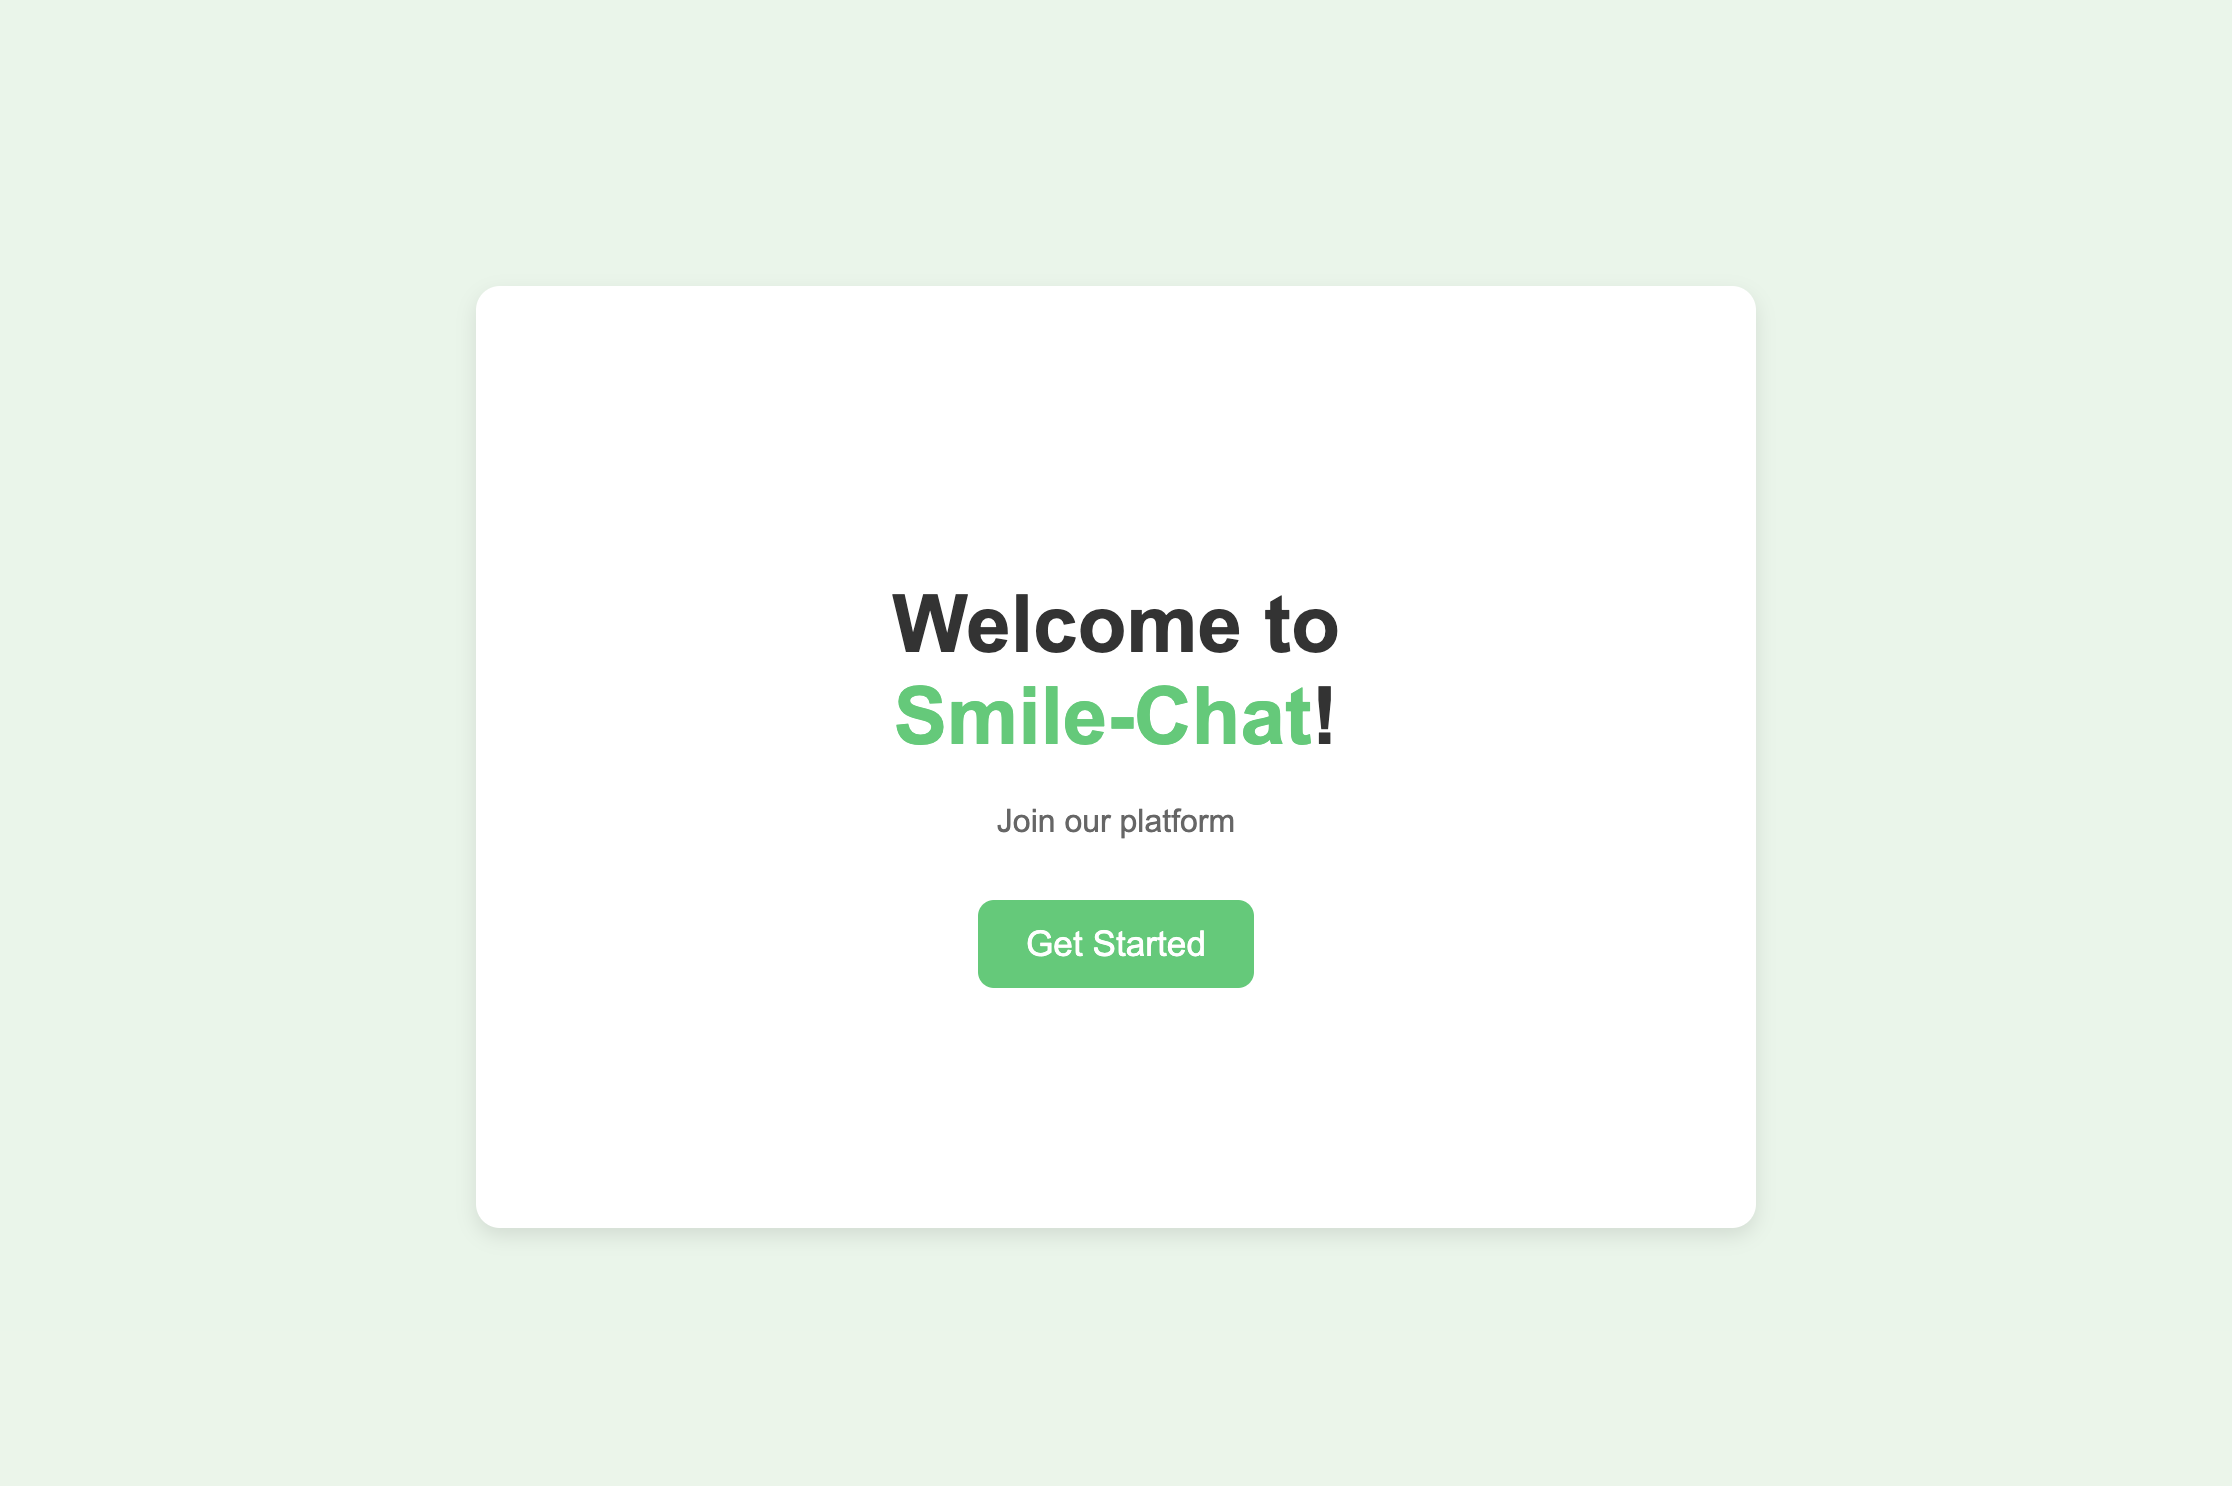 Welcome to
Smile-Chat!
Join our platform
Get Started